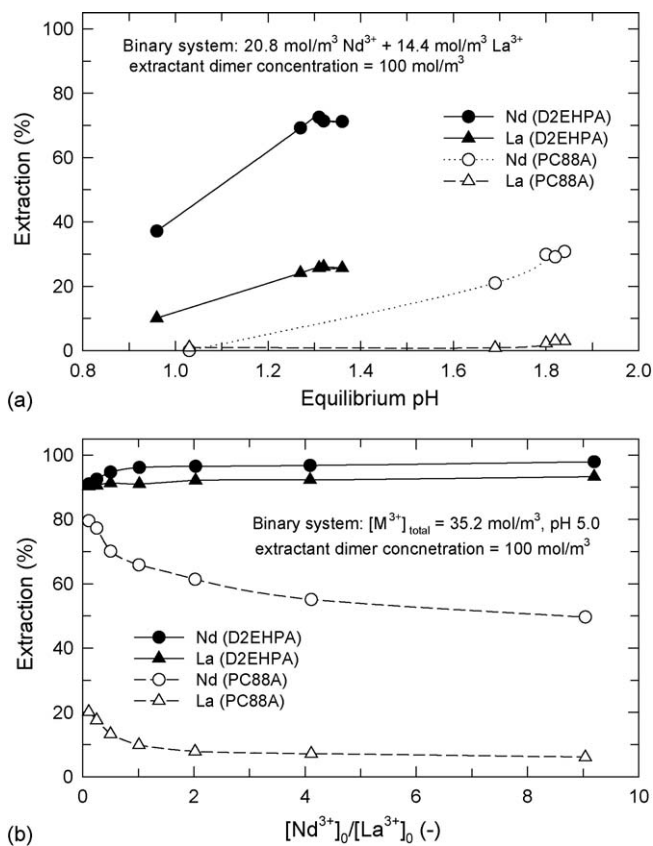 100
80
60
40
20
0
Extraction (%)
Binary system: 20.8 mol/m³ Nd³⁺ + 14.4 mol/m³ La³⁺
extractant dimer concentration = 100 mol/m³
Nd (D2EHPA)
La (D2EHPA)
Nd (PC88A)
La (PC88A)
0.8 1.0 1.2 1.4 1.6 1.8 2.0
(a) Equilibrium pH
100
80
60
40
20
0
Extraction (%)
Binary system: [M³⁺]total = 35.2 mol/m³, pH 5.0
extractant dimer concnetration = 100 mol/m³
Nd (D2EHPA)
La (D2EHPA)
Nd (PC88A)
La (PC88A)
0 2 4 6 8 10
(b) [Nd³⁺]₀/[La³⁺]₀ (-)